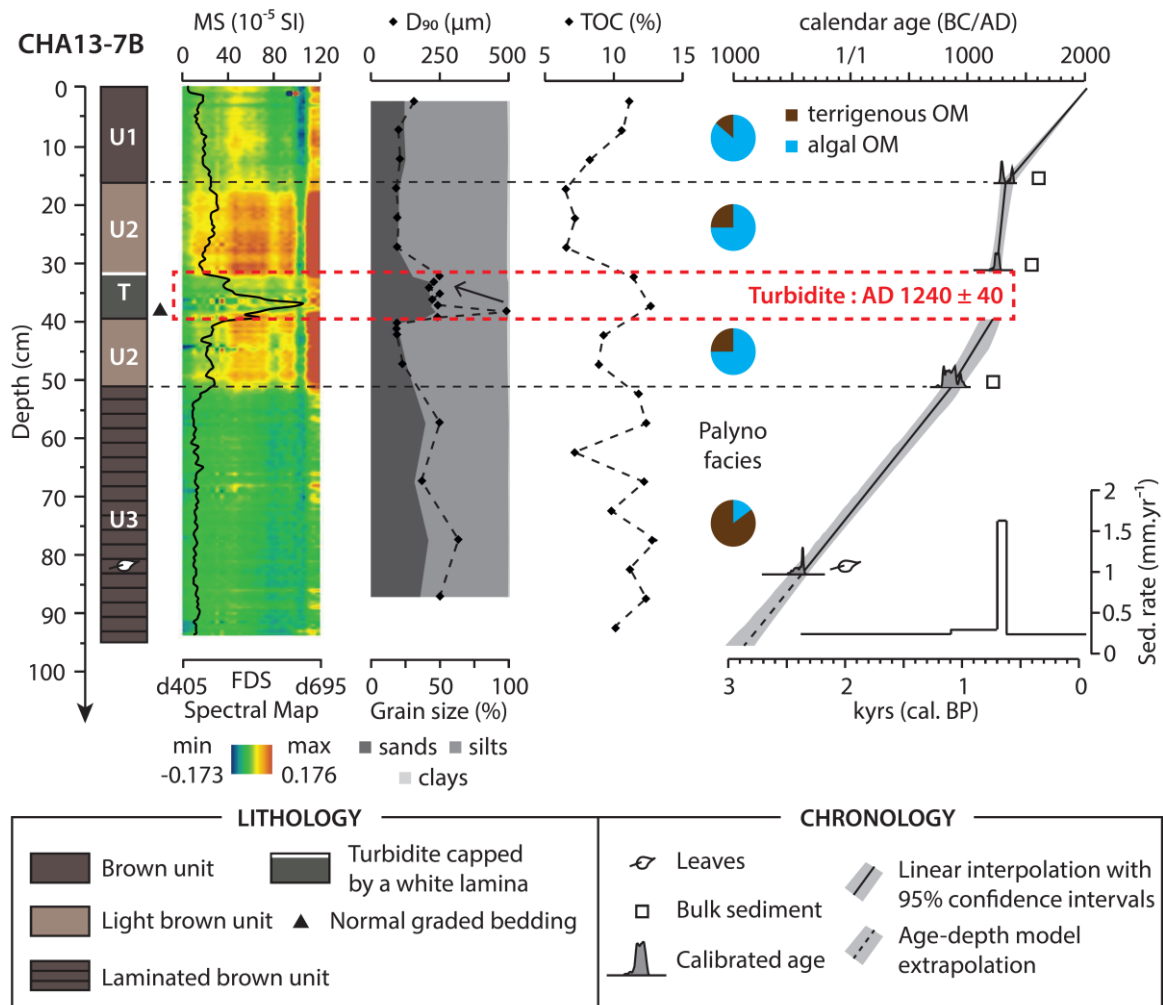 CHA13-7B
MS (10⁻⁵ SI)
0 40 80 120
D₉₀ (μm)
0 250 500
TOC (%)
5 10 15
calendar age (BC/AD)
1000 1/1 1000 2000
Depth (cm)
0
10
20
30
40
50
60
70
80
90
100
U1
U2
T
U2
U3
terrigenous OM
algal OM
Turbidite : AD 1240 ± 40
Palyno
facies
Sed. rate (mm.yr⁻¹)
2
1
0.5
0
d405 FDS d695
Spectral Map
min max
-0.173 0.176
0 50 100
Grain size (%)
sands silts
clays
3 2 1 0
kyrs (cal. BP)
LITHOLOGY
Brown unit
Light brown unit
Laminated brown unit
Turbidite capped
by a white lamina
Normal graded bedding
CHRONOLOGY
Leaves
Bulk sediment
Calibrated age
Linear interpolation with
95% confidence intervals
Age-depth model
extrapolation